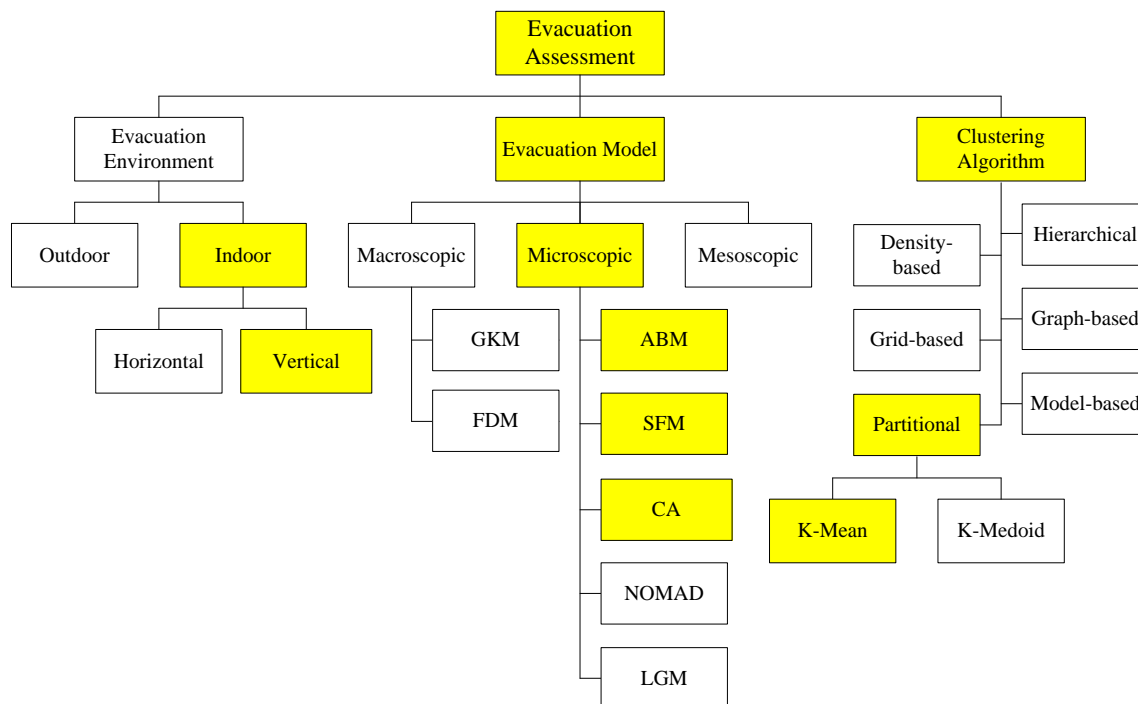 Evacuation
Assessment
Evacuation
Environment
Evacuation Model
Clustering
Algorithm
Outdoor
Indoor
Macroscopic
Microscopic
Mesoscopic
Density-
based
Hierarchical
Horizontal
Vertical
GKM
ABM
Grid-based
Graph-based
FDM
SFM
Partitional
Model-based
CA
K-Mean
K-Medoid
NOMAD
LGM